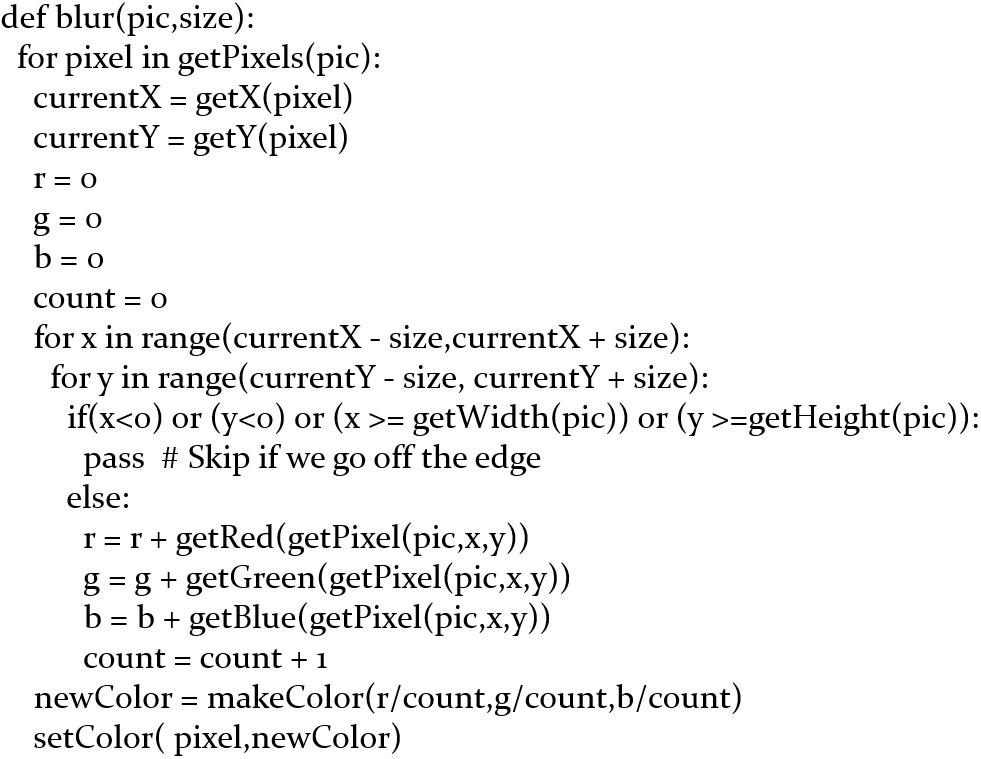 def blur(pic,size):
  for pixel in getPixels(pic):
    currentX = getX(pixel)
    currentY = getY(pixel)
    r = 0
    g = 0
    b = 0
    count = 0
    for x in range(currentX - size,currentX + size):
      for y in range(currentY - size, currentY + size):
        if(x<0) or (y<0) or (x >= getWidth(pic)) or (y >=getHeight(pic)):
          pass  # Skip if we go off the edge
        else:
          r = r + getRed(getPixel(pic,x,y))
          g = g + getGreen(getPixel(pic,x,y))
          b = b + getBlue(getPixel(pic,x,y))
          count = count + 1
    newColor = makeColor(r/count,g/count,b/count)
    setColor( pixel,newColor)